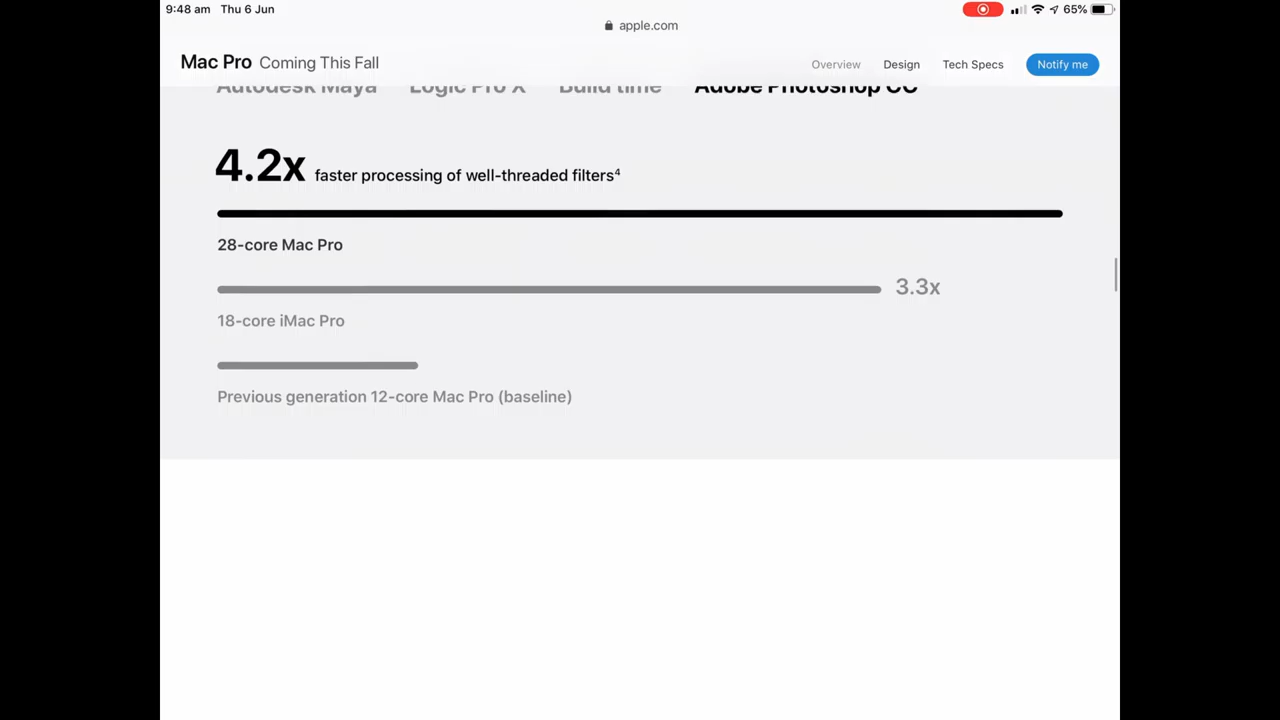 9:48 am Thu 6 Jun 65%
apple.com
Mac Pro Coming This Fall Overview Design Tech Specs Notify me
Autodesk Maya Logic Pro X Build time Adobe Photoshop CC
4.2x faster processing of well-threaded filters⁴
28-core Mac Pro
3.3x
18-core iMac Pro
Previous generation 12-core Mac Pro (baseline)